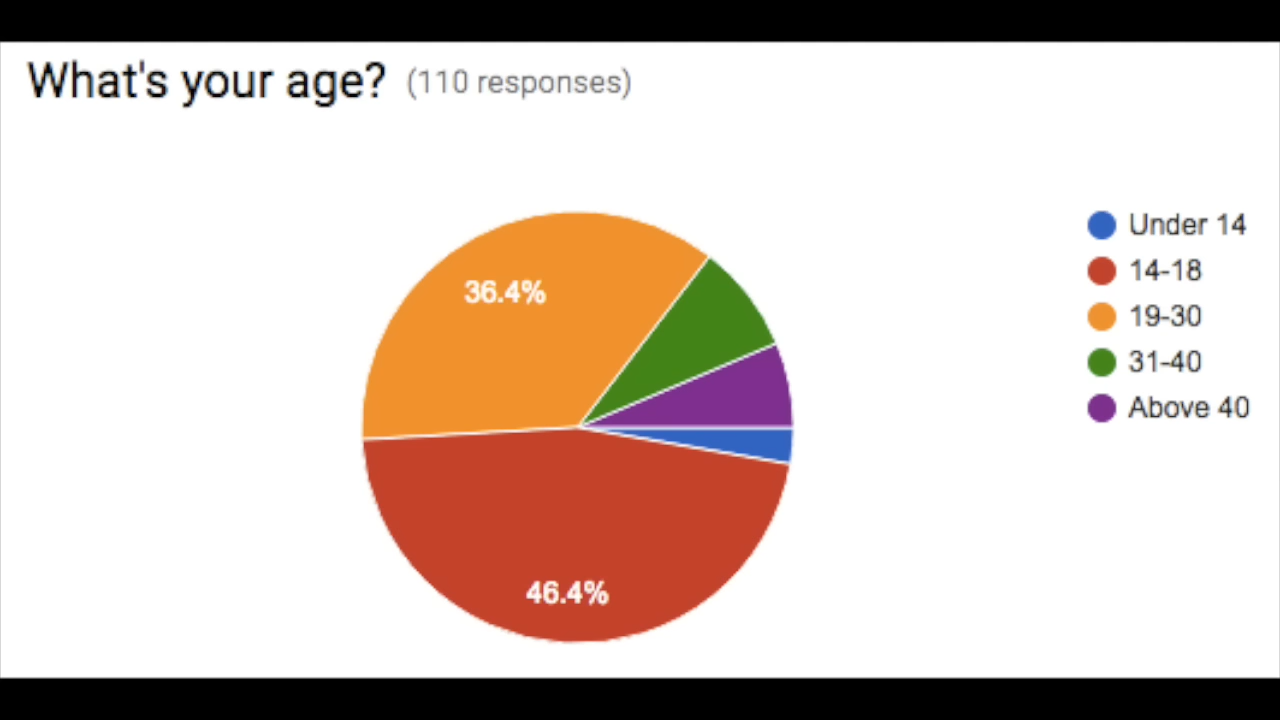 What's your age? (110 responses)
36.4%
46.4%
Under 14
14-18
19-30
31-40
Above 40